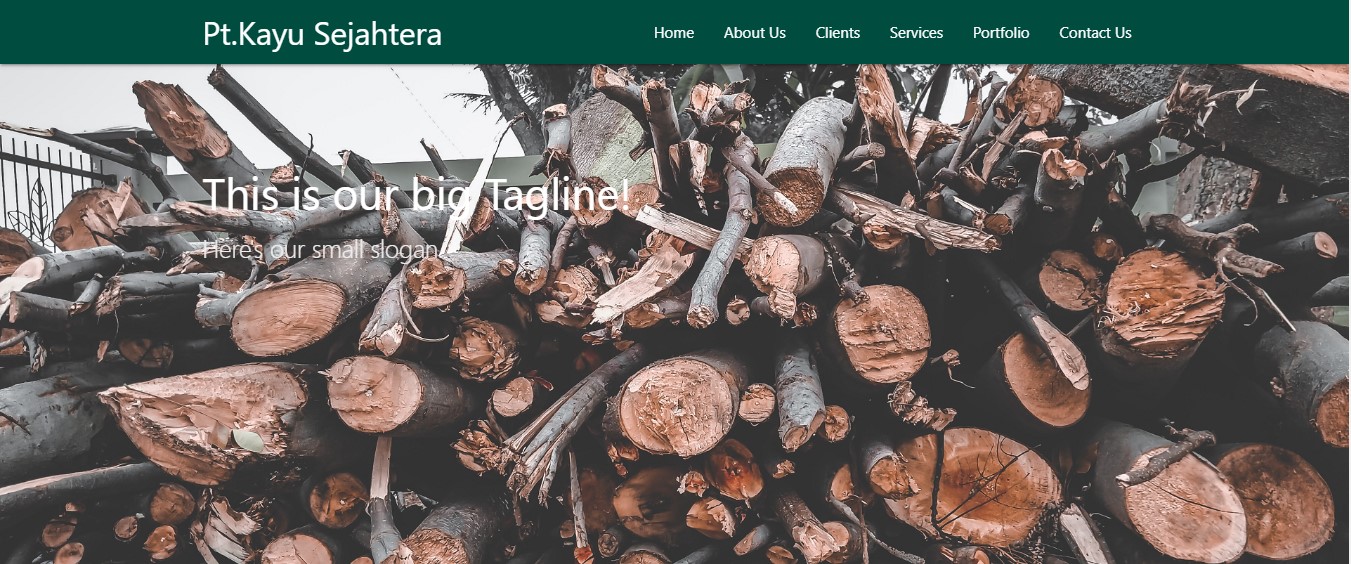 Pt.Kayu Sejahtera
Home About Us Clients Services Portfolio Contact Us
This is our big Tagline!
Here's our small slogan.